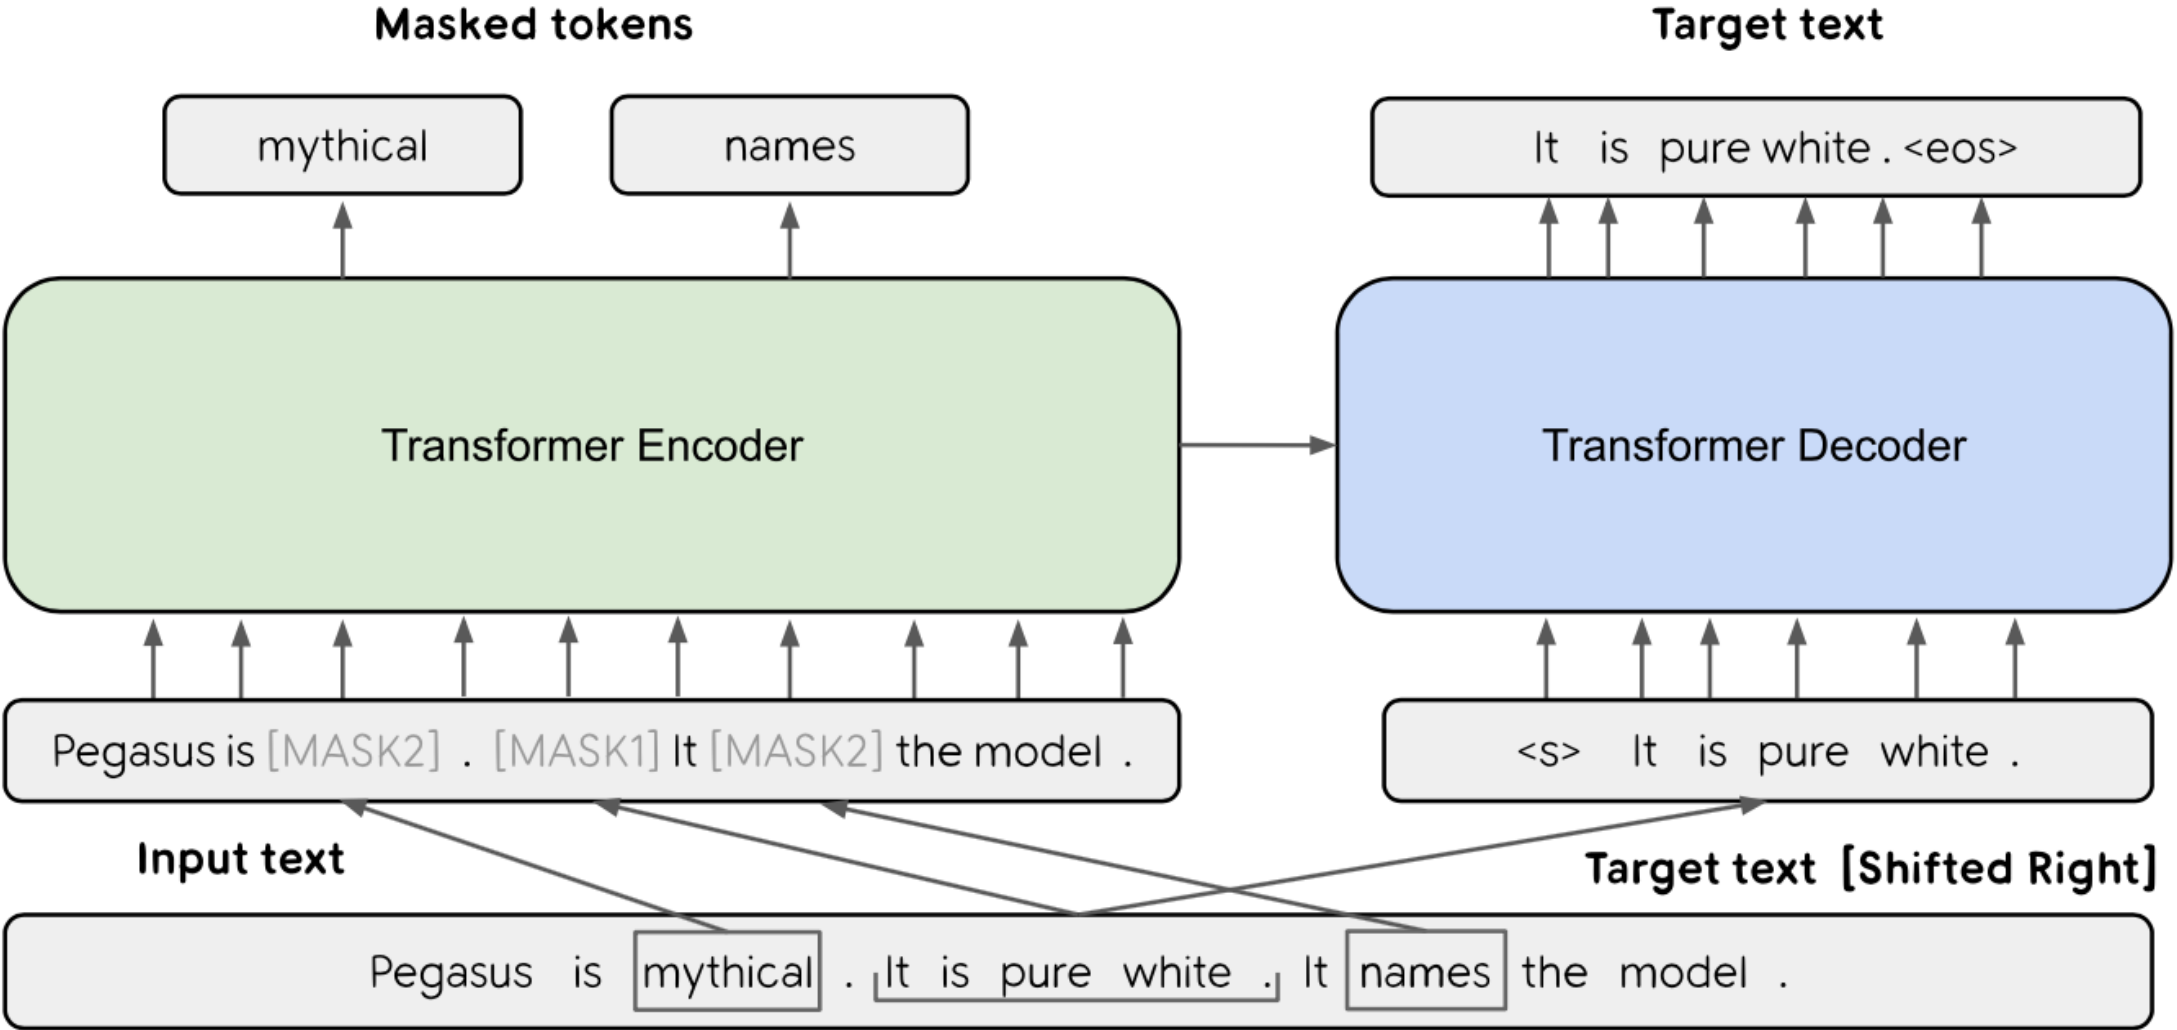 Masked tokens
Target text
mythical
names
It is pure white . <eos>
Transformer Encoder
Transformer Decoder
Pegasus is [MASK2] . [MASK1] It [MASK2] the model .
<s> It is pure white .
Input text
Target text [Shifted Right]
Pegasus is mythical . It is pure white . It names the model .